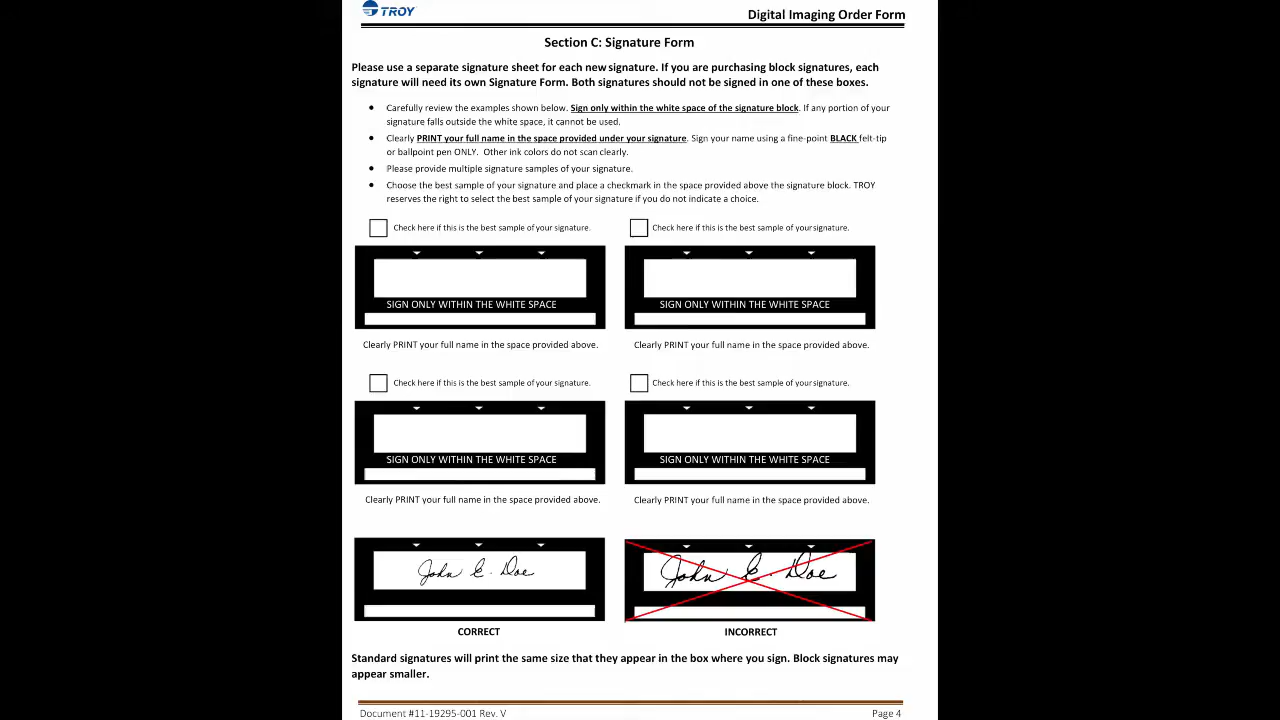 TROY
Digital Imaging Order Form
Section C: Signature Form
Please use a separate signature sheet for each new signature. If you are purchasing block signatures, each
signature will need its own Signature Form. Both signatures should not be signed in one of these boxes.
• Carefully review the examples shown below. Sign only within the white space of the signature block. If any portion of your
signature falls outside the white space, it cannot be used.
• Clearly PRINT your full name in the space provided under your signature. Sign your name using a fine-point BLACK felt-tip
or ballpoint pen ONLY. Other ink colors do not scan clearly.
• Please provide multiple signature samples of your signature.
• Choose the best sample of your signature and place a checkmark in the space provided above the signature block. TROY
reserves the right to select the best sample of your signature if you do not indicate a choice.
Check here if this is the best sample of your signature.
Check here if this is the best sample of your signature.
SIGN ONLY WITHIN THE WHITE SPACE
SIGN ONLY WITHIN THE WHITE SPACE
Clearly PRINT your full name in the space provided above.
Clearly PRINT your full name in the space provided above.
Check here if this is the best sample of your signature.
Check here if this is the best sample of your signature.
SIGN ONLY WITHIN THE WHITE SPACE
SIGN ONLY WITHIN THE WHITE SPACE
Clearly PRINT your full name in the space provided above.
Clearly PRINT your full name in the space provided above.
John E. Doe
John E. Doe
CORRECT
INCORRECT
Standard signatures will print the same size that they appear in the box where you sign. Block signatures may
appear smaller.
Document #11-19295-001 Rev. V
Page 4